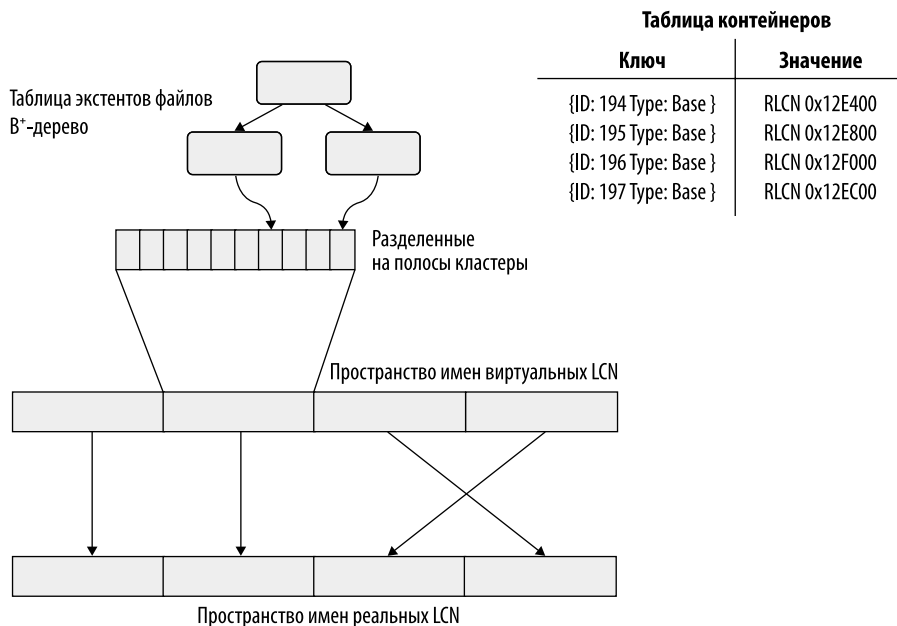 Таблица контейнеров
Ключ Значение
{ID: 194 Type: Base } RLCN 0x12E400
{ID: 195 Type: Base } RLCN 0x12E800
{ID: 196 Type: Base } RLCN 0x12F000
{ID: 197 Type: Base } RLCN 0x12EC00
Таблица экстентов файлов
B⁺-дерево
Разделенные
на полосы кластеры
Пространство имен виртуальных LCN
Пространство имен реальных LCN